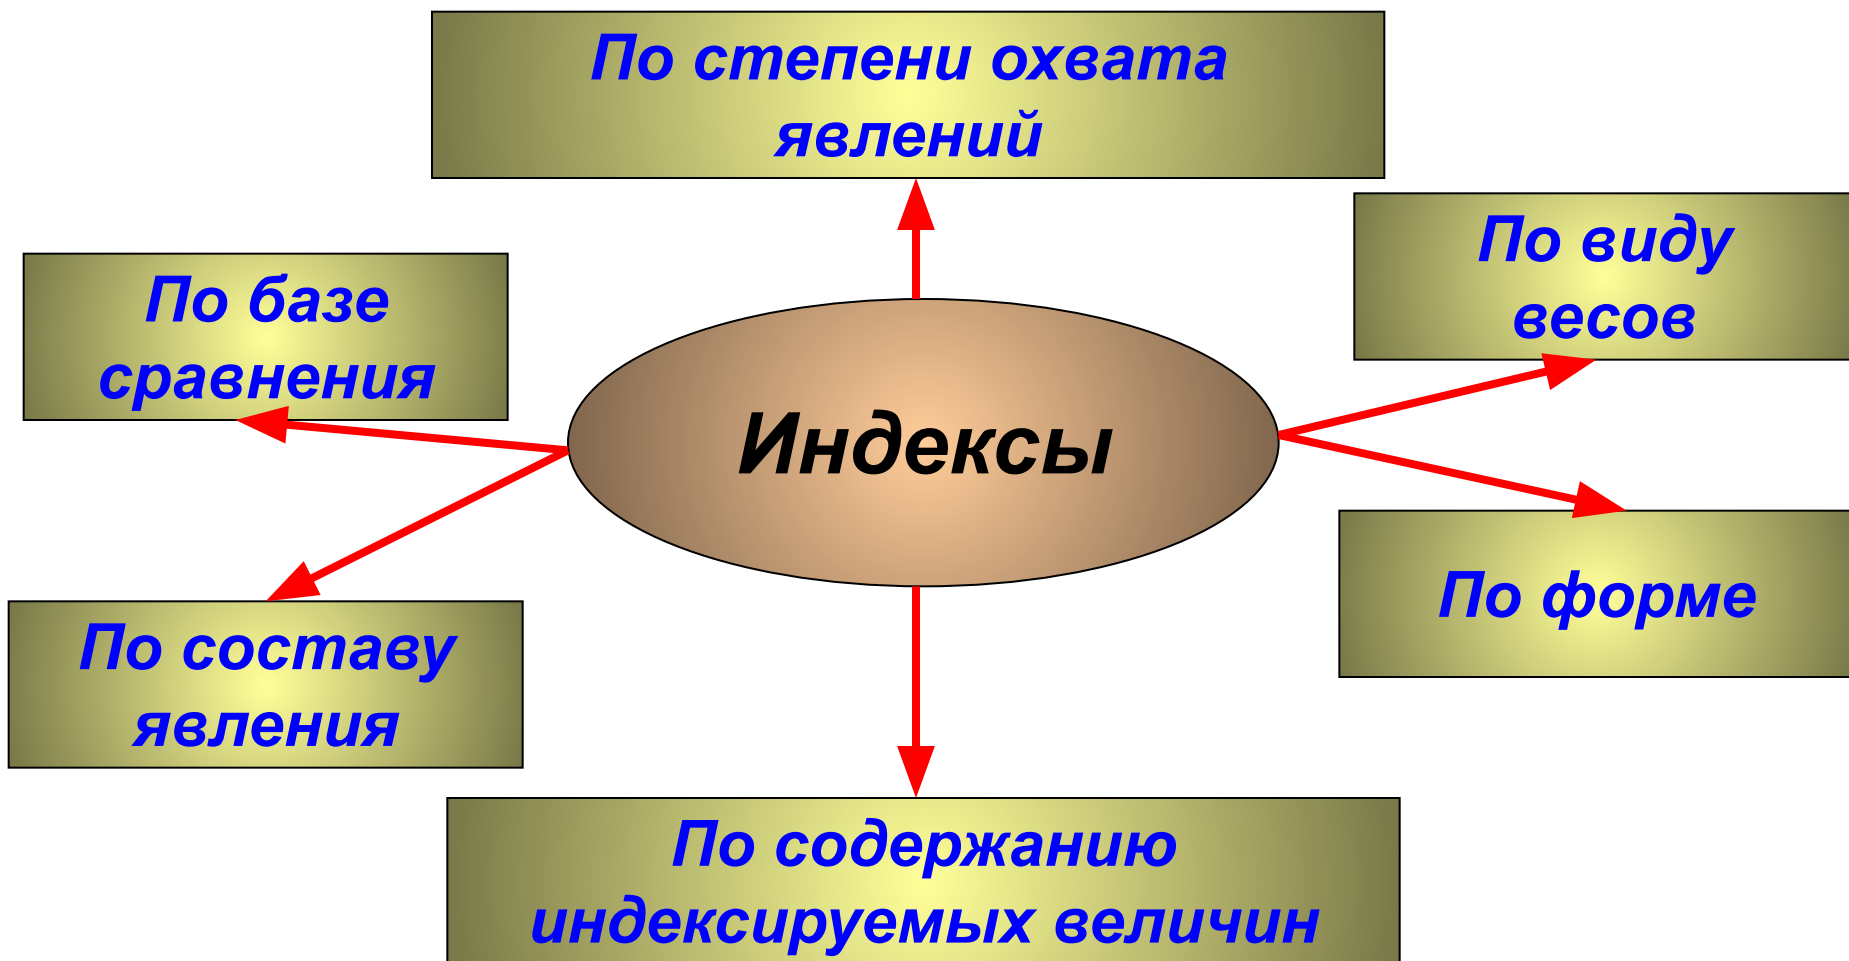 По степени охвата
явлений
По виду
весов
По базе
сравнения
Индексы
По форме
По составу
явления
По содержанию
индексируемых величин